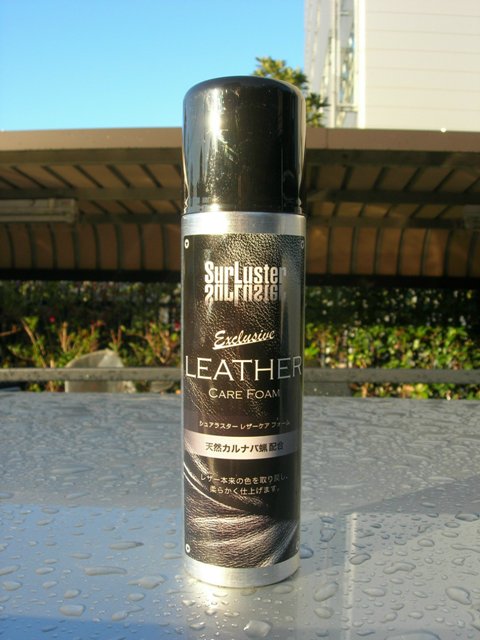 SurLuster
Exclusive
LEATHER
CARE FOAM
シュアラスター レザーケア フォーム
天然カルナバ蝋配合
レザー本来の色を取り戻し、
柔らかく仕上げます。